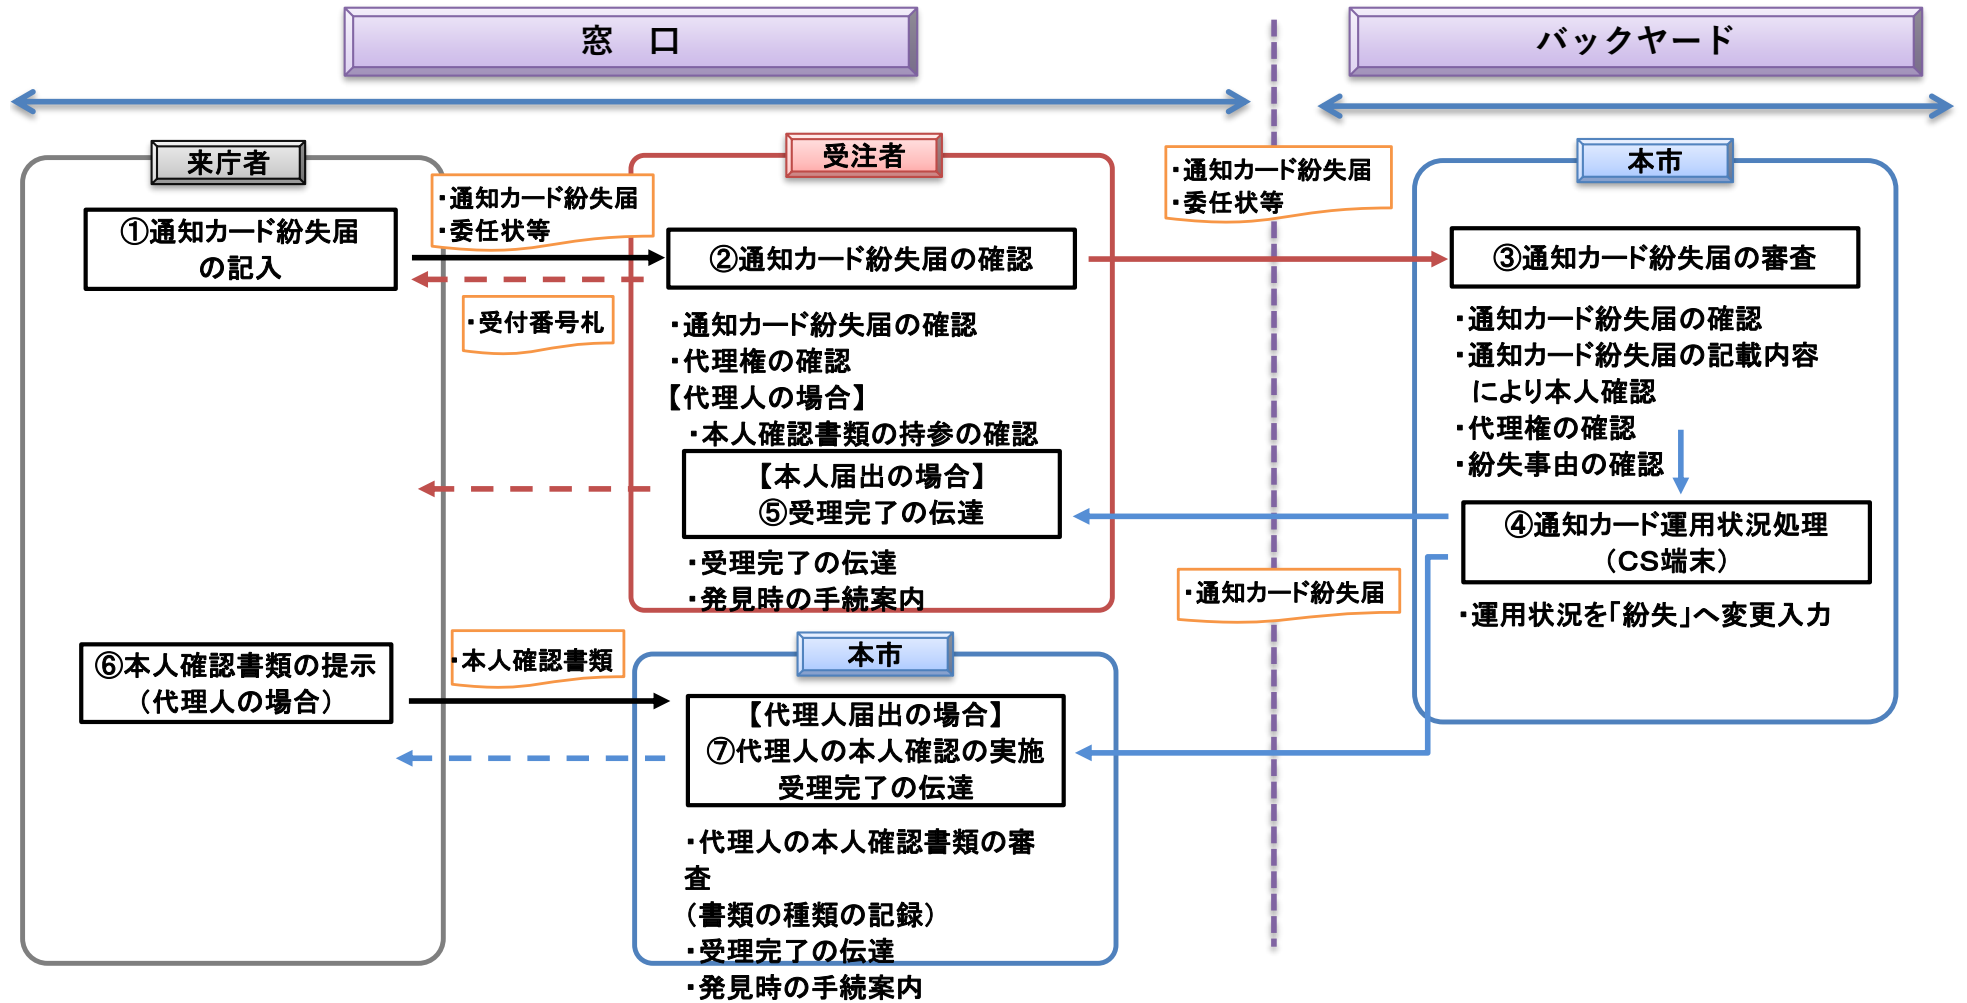 窓　口
バックヤード
来庁者
①通知カード紛失届
の記入
・通知カード紛失届
・委任状等
・受付番号札
受注者
②通知カード紛失届の確認
・通知カード紛失届の確認
・代理権の確認
【代理人の場合】
・本人確認書類の持参の確認
【本人届出の場合】
⑤受理完了の伝達
・受理完了の伝達
・発見時の手続案内
・通知カード紛失届
・委任状等
本市
③通知カード紛失届の審査
・通知カード紛失届の確認
・通知カード紛失届の記載内容
により本人確認
・代理権の確認
・紛失事由の確認
④通知カード運用状況処理
（CS端末）
・運用状況を「紛失」へ変更入力
・通知カード紛失届
⑥本人確認書類の提示
（代理人の場合）
・本人確認書類
本市
【代理人届出の場合】
⑦代理人の本人確認の実施
受理完了の伝達
・代理人の本人確認書類の審
査
（書類の種類の記録）
・受理完了の伝達
・発見時の手続案内